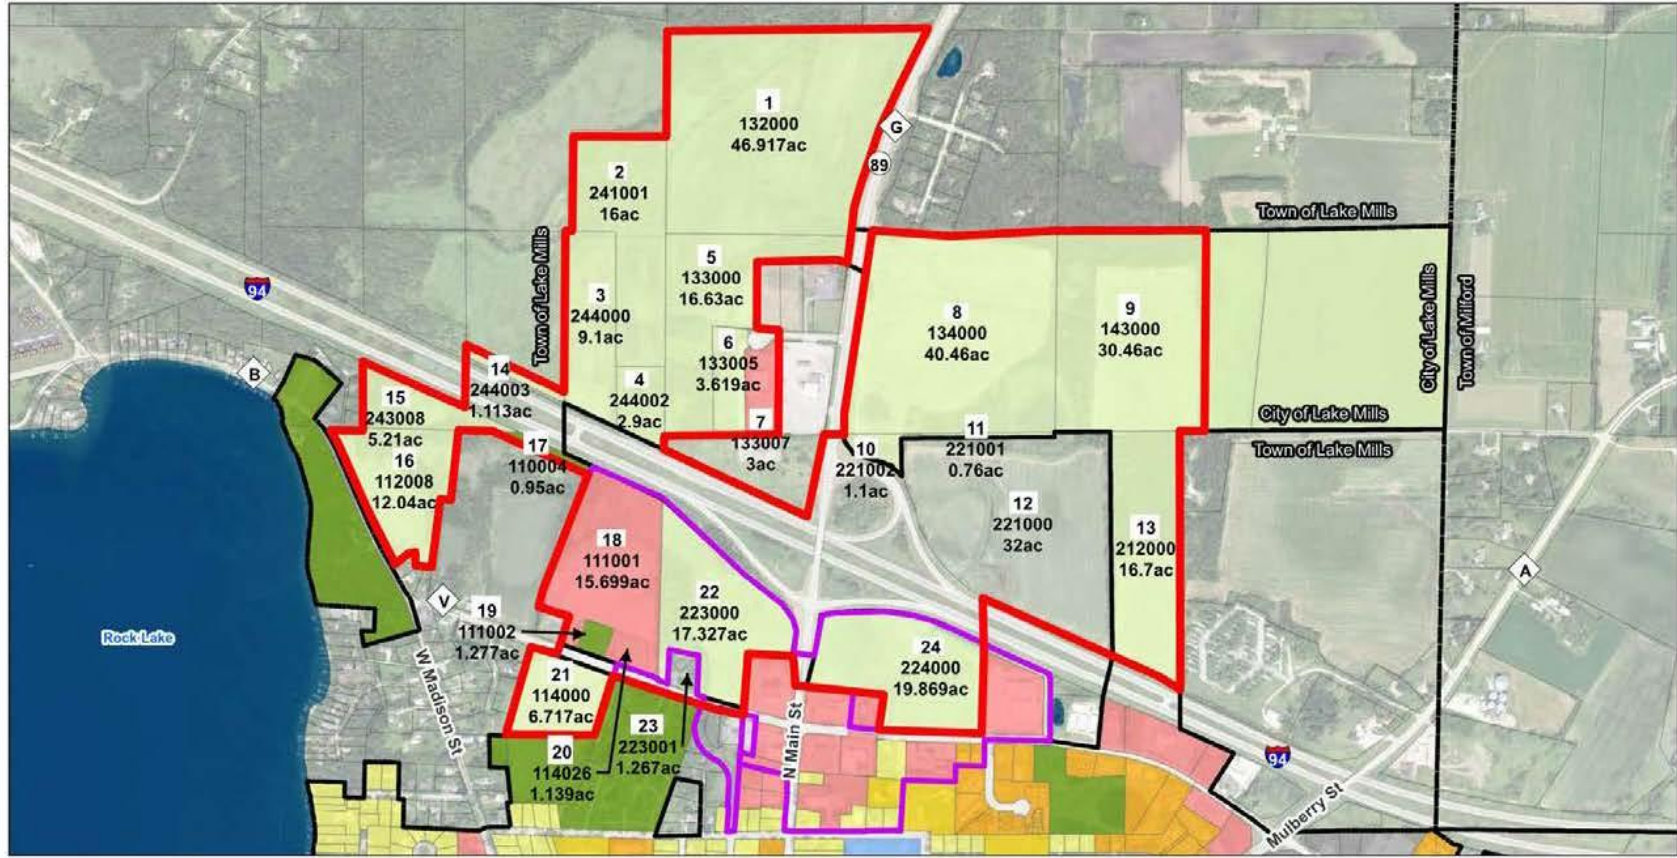 1
132000
46.917ac
G
89
2
241001
16ac
Town of Lake Mills
Town of Lake Mills
5
133000
16.63ac
94
3
244000
9.1ac
8
134000
40.46ac
9
143000
30.46ac
City of Lake Mills
Town of Milford
6
133005
3.619ac
B
14
244003
1.113ac
4
244002
2.9ac
15
243008
5.21ac
City of Lake Mills
Town of Lake Mills
7
133007
3ac
10
221002
1.1ac
11
221001
0.76ac
17
110004
0.95ac
16
112008
12.04ac
12
221000
32ac
13
212000
16.7ac
18
111001
15.699ac
A
V
22
223000
17.327ac
19
111002
1.277ac
Rock Lake
24
224000
19.869ac
21
114000
6.717ac
W Madison St
23
223001
1.267ac
N Main St
20
114026
1.139ac
94
Mulberry St